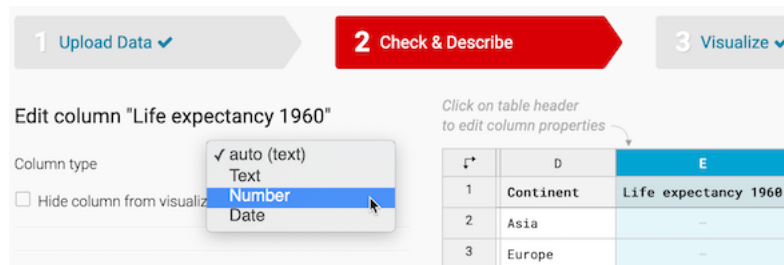 1 Upload Data ✔
2 Check & Describe
3 Visualize
Edit column "Life expectancy 1960"
Column type
✓ auto (text)
Text
Number
Date
Hide column from visualiz
Click on table header
to edit column properties
D E
1 Continent Life expectancy 1960
2 Asia –
3 Europe –